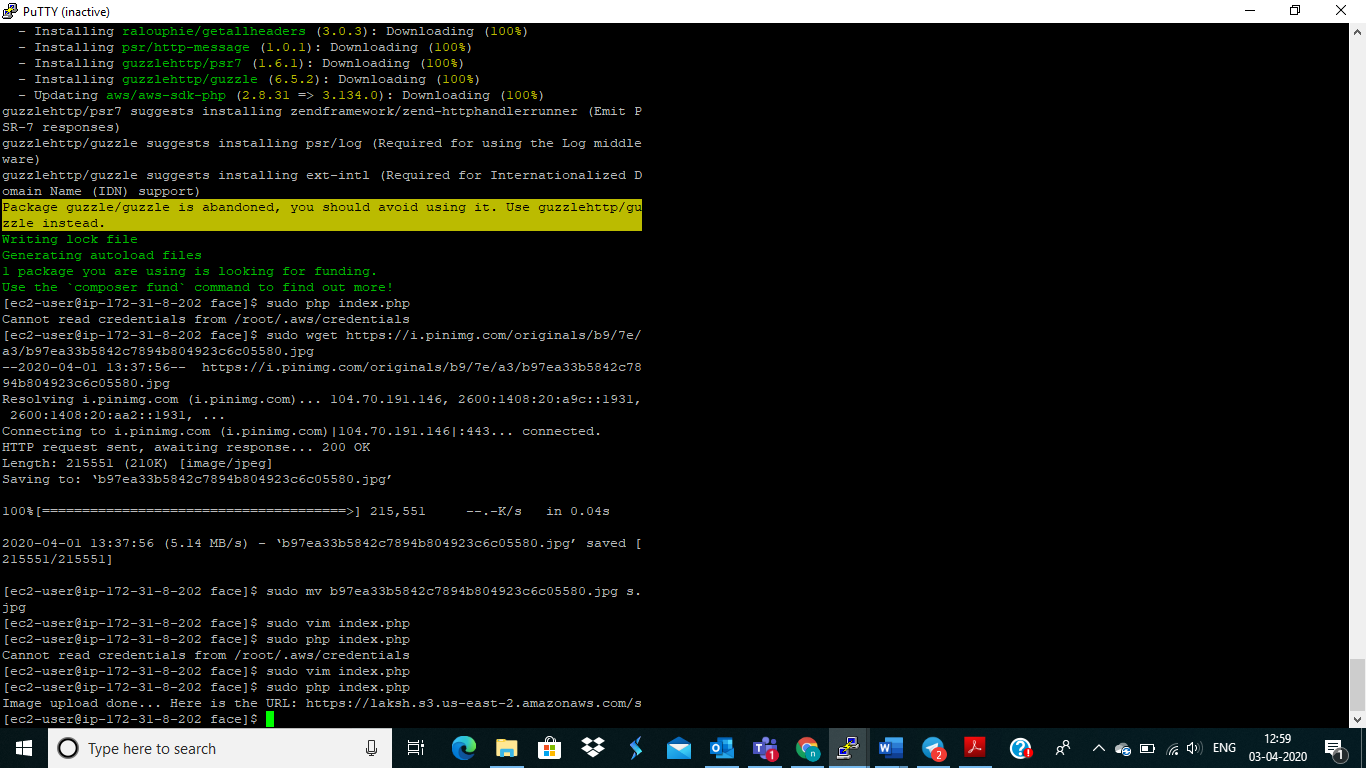 PuTTY (inactive)
- Installing ralouphie/getallheaders (3.0.3): Downloading (100%)
- Installing psr/http-message (1.0.1): Downloading (100%)
- Installing guzzlehttp/psr7 (1.6.1): Downloading (100%)
- Installing guzzlehttp/guzzle (6.5.2): Downloading (100%)
- Updating aws/aws-sdk-php (2.8.31 => 3.134.0): Downloading (100%)
guzzlehttp/psr7 suggests installing zendframework/zend-httphandlerrunner (Emit P
SR-7 responses)
guzzlehttp/guzzle suggests installing psr/log (Required for using the Log middle
ware)
guzzlehttp/guzzle suggests installing ext-intl (Required for Internationalized D
omain Name (IDN) support)
Package guzzle/guzzle is abandoned, you should avoid using it. Use guzzlehttp/gu
zzle instead.
Writing lock file
Generating autoload files
1 package you are using is looking for funding.
Use the `composer fund` command to find out more!
[ec2-user@ip-172-31-8-202 face]$ sudo php index.php
Cannot read credentials from /root/.aws/credentials
[ec2-user@ip-172-31-8-202 face]$ sudo wget https://i.pinimg.com/originals/b9/7e/
a3/b97ea33b5842c7894b804923c6c05580.jpg
--2020-04-01 13:37:56--  https://i.pinimg.com/originals/b9/7e/a3/b97ea33b5842c78
94b804923c6c05580.jpg
Resolving i.pinimg.com (i.pinimg.com)... 104.70.191.146, 2600:1408:20:a9c::1931,
2600:1408:20:aa2::1931, ...
Connecting to i.pinimg.com (i.pinimg.com)|104.70.191.146|:443... connected.
HTTP request sent, awaiting response... 200 OK
Length: 215551 (210K) [image/jpeg]
Saving to: ‘b97ea33b5842c7894b804923c6c05580.jpg’
100%[======================================>] 215,551     --.-K/s   in 0.04s
2020-04-01 13:37:56 (5.14 MB/s) - ‘b97ea33b5842c7894b804923c6c05580.jpg’ saved [
215551/215551]
[ec2-user@ip-172-31-8-202 face]$ sudo mv b97ea33b5842c7894b804923c6c05580.jpg s.
jpg
[ec2-user@ip-172-31-8-202 face]$ sudo vim index.php
[ec2-user@ip-172-31-8-202 face]$ sudo php index.php
Cannot read credentials from /root/.aws/credentials
[ec2-user@ip-172-31-8-202 face]$ sudo vim index.php
[ec2-user@ip-172-31-8-202 face]$ sudo php index.php
Image upload done... Here is the URL: https://laksh.s3.us-east-2.amazonaws.com/s
[ec2-user@ip-172-31-8-202 face]$
Type here to search
1
n
2
ENG
12:59
03-04-2020
1